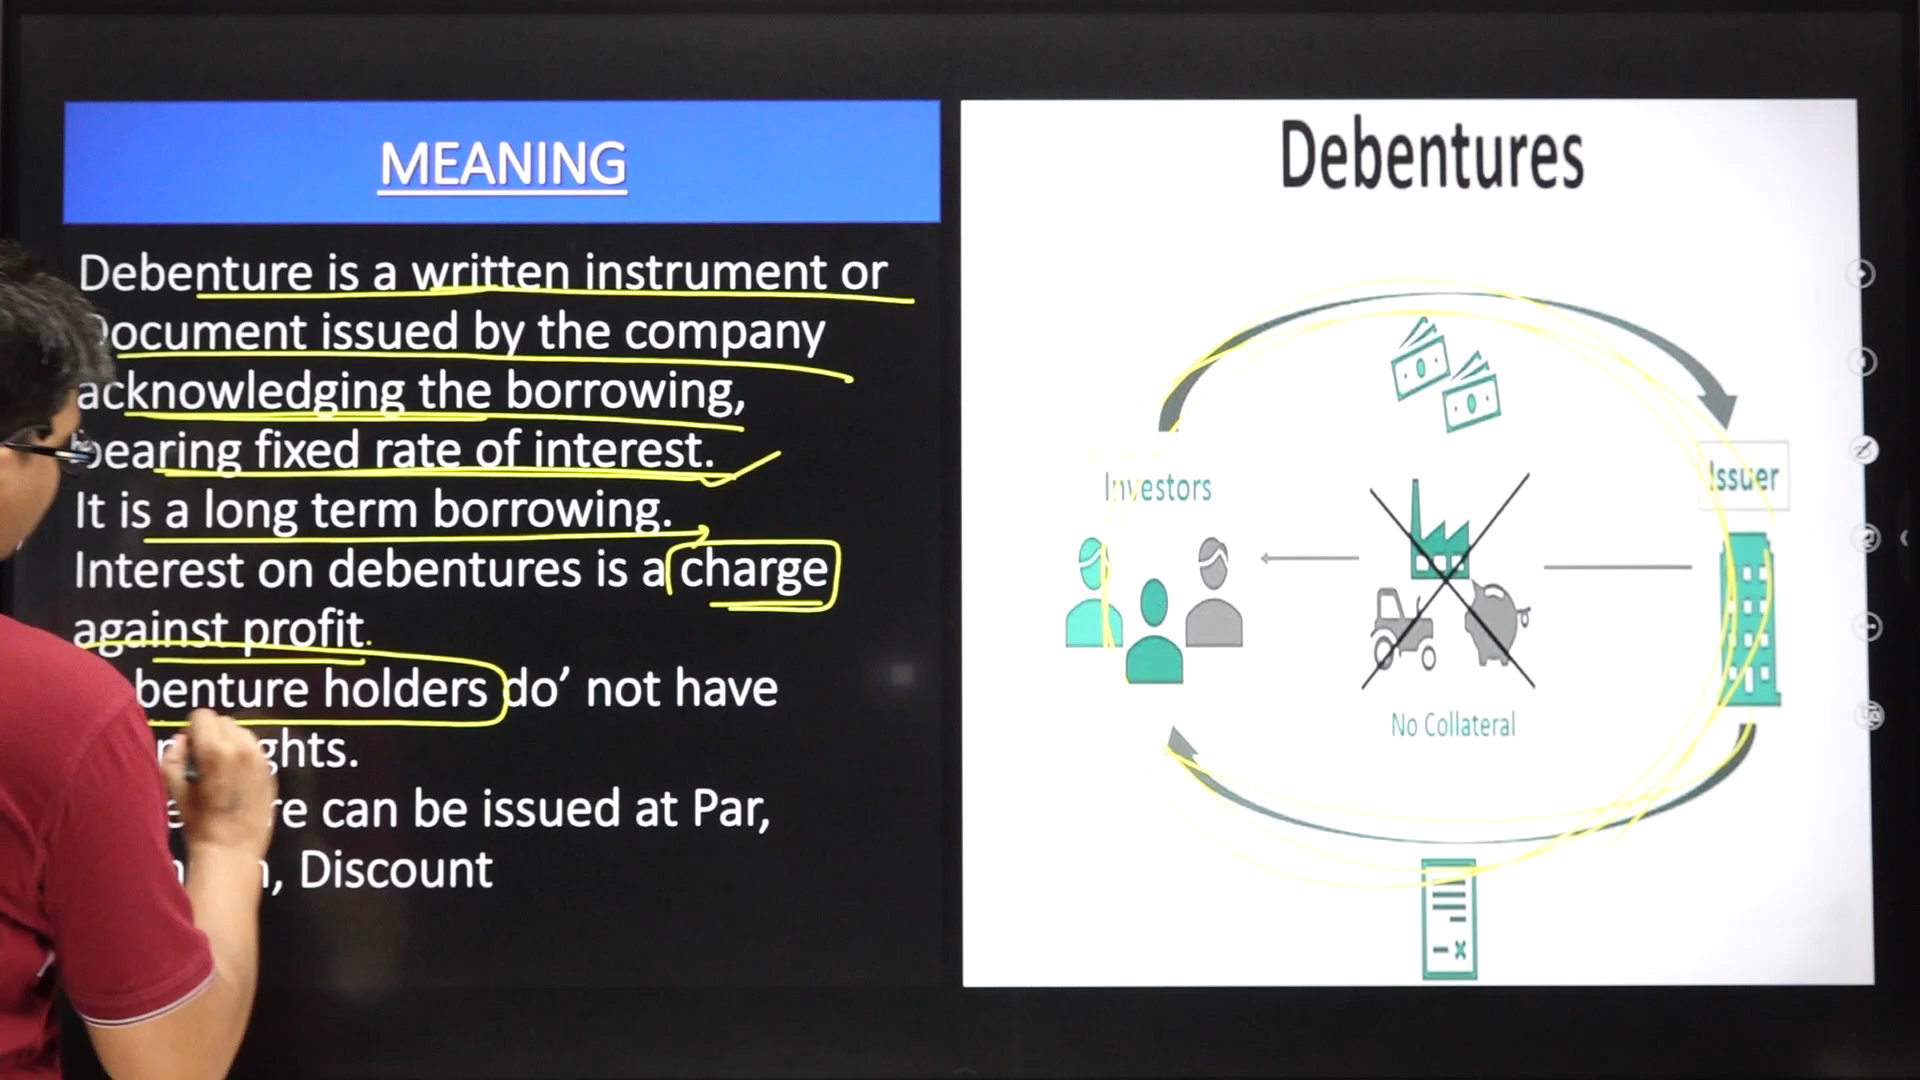 MEANING
Debenture is a written instrument or
Document issued by the company
acknowledging the borrowing,
bearing fixed rate of interest.
It is a long term borrowing.
Interest on debentures is a charge
against profit.
benture holders do’ not have
ghts.
re can be issued at Par,
, Discount
Debentures
Investors
Issuer
No Collateral